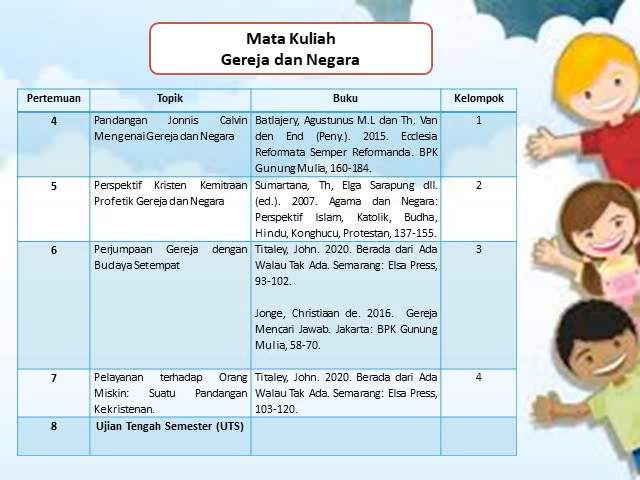 Mata Kuliah
Gereja dan Negara
Pertemuan Topik Buku Kelompok
4 Pandangan Jonnis Calvin Mengenai Gereja dan Negara Batlajery, Agustunus M.L dan Th. Van den End (Peny.). 2015. Ecclesia Reformata Semper Reformanda. BPK Gunung Mulia, 160-184. 1
5 Perspektif Kristen Kemitraan Profetik Gereja dan Negara Sumartana, Th, Elga Sarapung dll. (ed.). 2007. Agama dan Negara: Perspektif Islam, Katolik, Budha, Hindu, Konghucu, Protestan, 137-155. 2
6 Perjumpaan Gereja dengan Budaya Setempat Titaley, John. 2020. Berada dari Ada Walau Tak Ada. Semarang: Elsa Press, 93-102. 3
Jonge, Christiaan de. 2016. Gereja Mencari Jawab. Jakarta: BPK Gunung Mulia, 58-70.
7 Pelayanan terhadap Orang Miskin: Suatu Pandangan Kekristenan. Titaley, John. 2020. Berada dari Ada Walau Tak Ada. Semarang: Elsa Press, 103-120. 4
8 Ujian Tengah Semester (UTS)